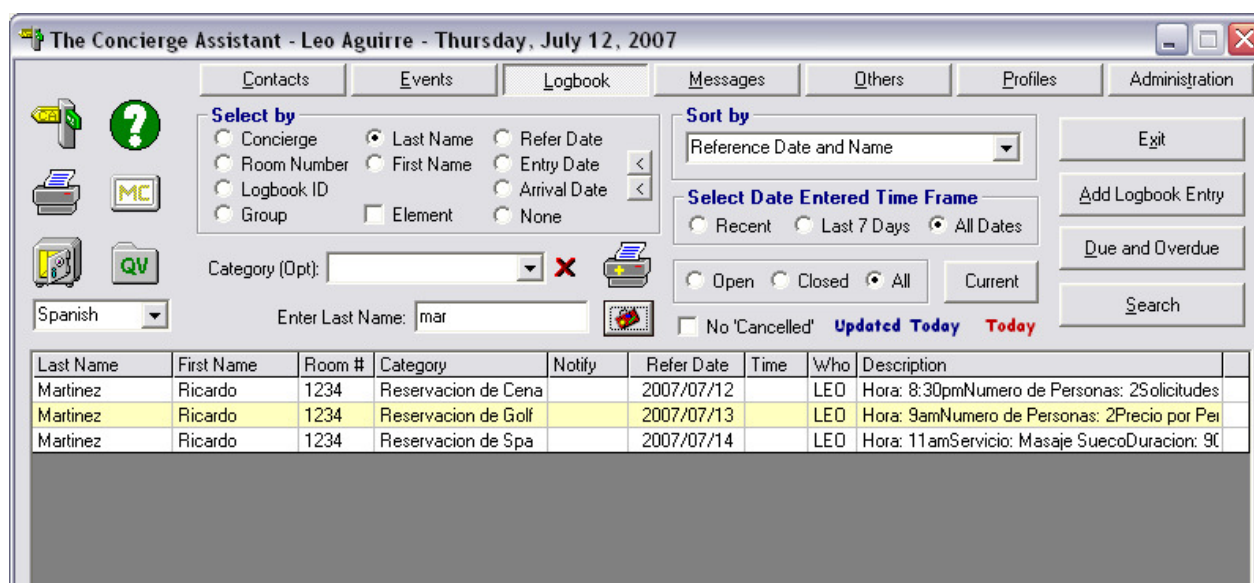 The Concierge Assistant - Leo Aguirre - Thursday, July 12, 2007
Contacts Events Logbook Messages Others Profiles Administration
Select by
Concierge Last Name Refer Date
Room Number First Name Entry Date <
Logbook ID Arrival Date <
Group Element None
Sort by
Reference Date and Name
Select Date Entered Time Frame
Recent Last 7 Days All Dates
Exit
Add Logbook Entry
Due and Overdue
Search
CA
?
MC
QV
Category (Opt):
Open Closed All Current
Spanish
Enter Last Name: mar
No 'Cancelled' Updated Today Today
Last Name First Name Room # Category Notify Refer Date Time Who Description
Martinez Ricardo 1234 Reservacion de Cena 2007/07/12 LEO Hora: 8:30pmNumero de Personas: 2Solicitudes
Martinez Ricardo 1234 Reservacion de Golf 2007/07/13 LEO Hora: 9amNumero de Personas: 2Precio por Per
Martinez Ricardo 1234 Reservacion de Spa 2007/07/14 LEO Hora: 11amServicio: Masaje SuecoDuracion: 90